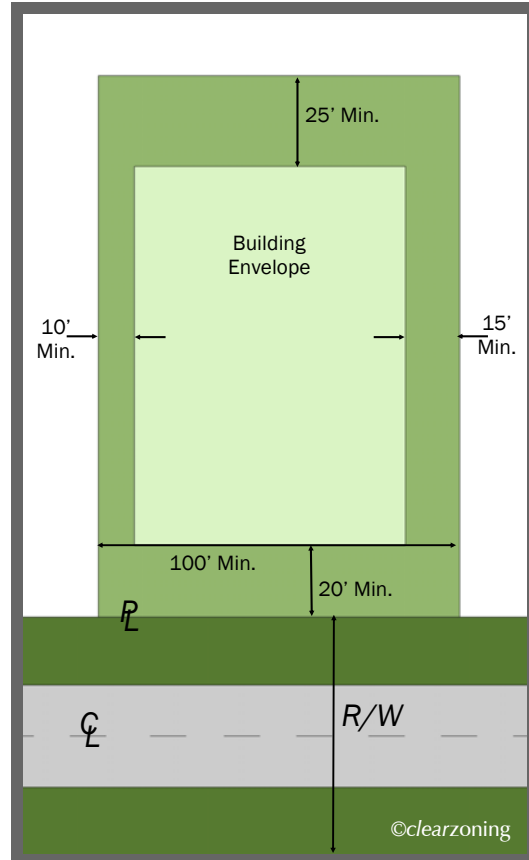 25’ Min.
Building
Envelope
10’
Min.
15’
Min.
100’ Min.
20’ Min.
PL
CL
R/W
©clearzoning